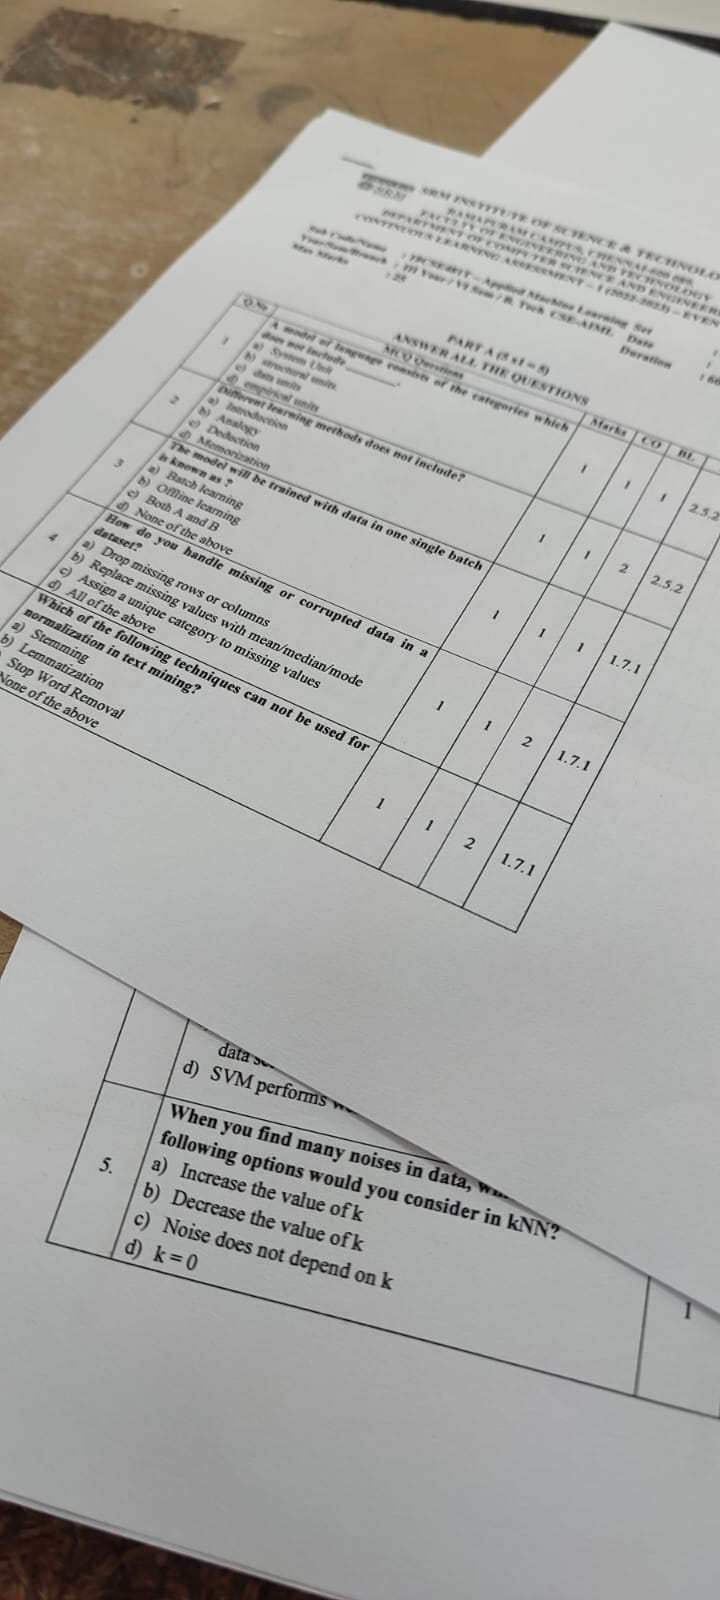 SRM
SRM INSTITUTE OF SCIENCE & TECHNOLO
RAMAPURAM CAMPUS, CHENNAI-600 089.
FACULTY OF ENGINEERING AND TECHNOLOGY
DEPARTMENT OF COMPUTER SCIENCE AND ENGINEER
CONTINUOUS LEARNING ASSESSMENT – 1 (2022-2023) – EVEN
Sub Code/Name : Applied Machine Learning Set
Year/Sem/Branch : III Year / VI Sem / B. Tech CSE-AIML Date :
Max Marks : 25 Duration : 60
PART A (5 x1 = 5)
ANSWER ALL THE QUESTIONS
Q.No MCQ Questions Marks CO BL
1 A model of language consists of the categories which
does not include ________.
a) System Unit
b) structural units
c) data units
d) empirical units
1 1 1 2.5.2
2 Different learning methods does not include?
a) Introduction
b) Analogy
c) Deduction
d) Memorization
1 1 2 2.5.2
3 The model will be trained with data in one single batch
is known as ?
a) Batch learning
b) Offline learning
c) Both A and B
d) None of the above
1 1 1 1.7.1
4 How do you handle missing or corrupted data in a
dataset?
a) Drop missing rows or columns
b) Replace missing values with mean/median/mode
c) Assign a unique category to missing values
d) All of the above
1 1 2 1.7.1
Which of the following techniques can not be used for
normalization in text mining?
a) Stemming
b) Lemmatization
Stop Word Removal
None of the above
1 1 2 1.7.1
data
d) SVM performs
5. When you find many noises in data,
following options would you consider in kNN?
a) Increase the value of k
b) Decrease the value of k
c) Noise does not depend on k
d) k = 0
1